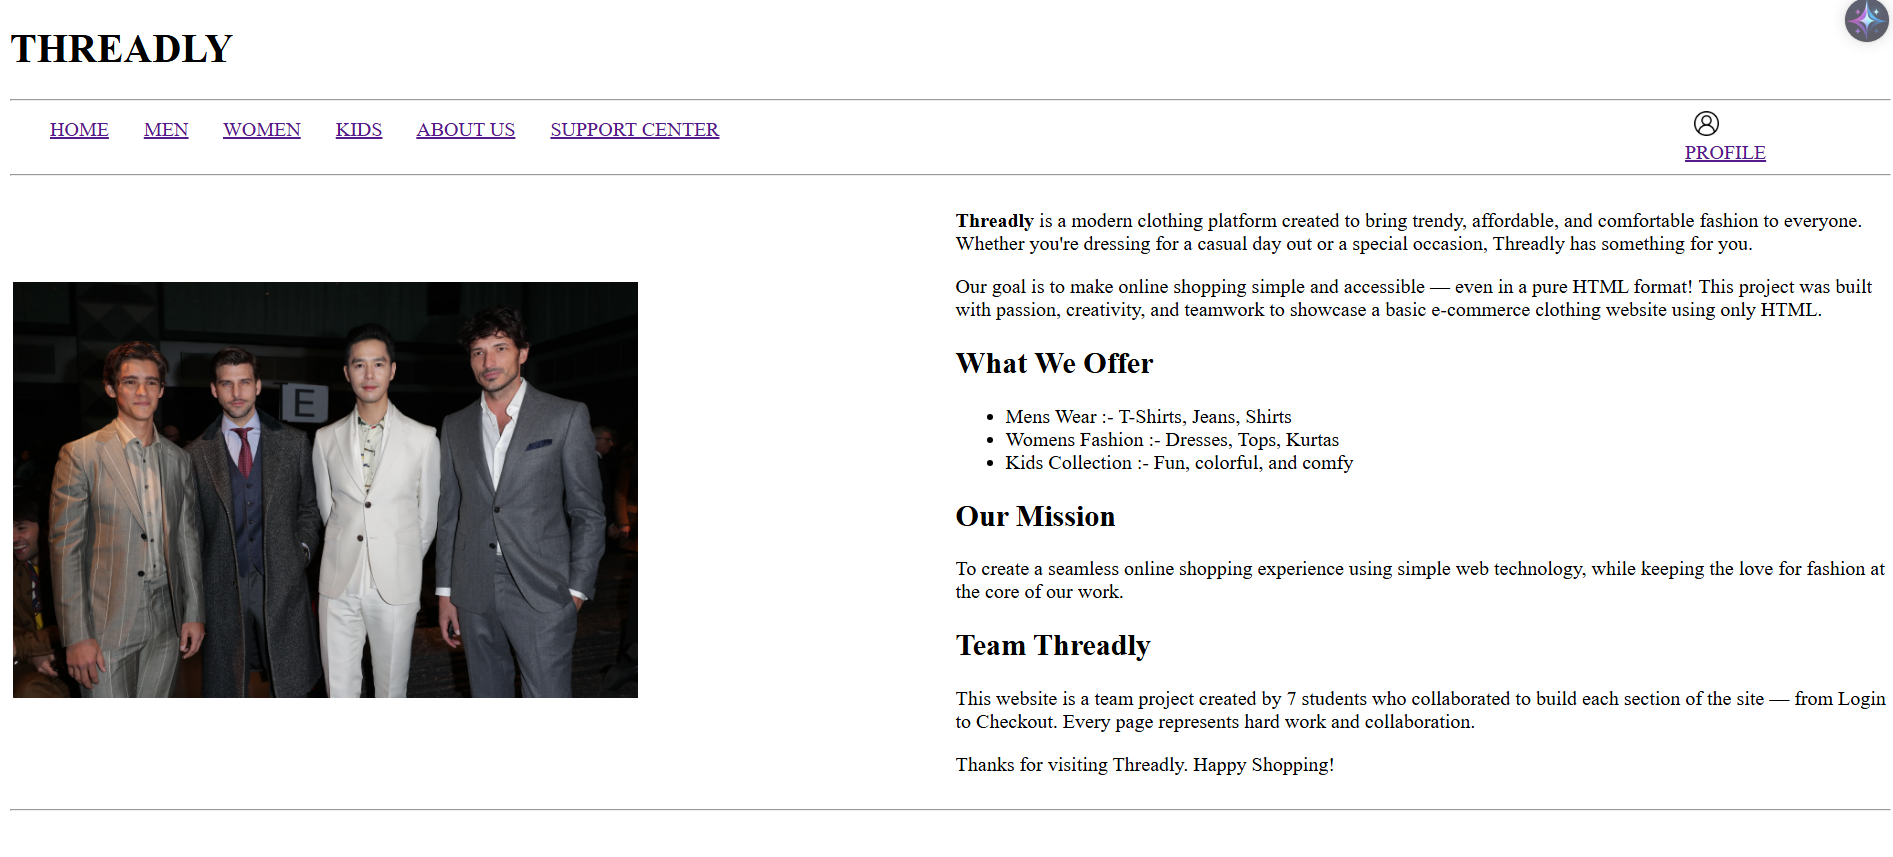 THREADLY
HOME MEN WOMEN KIDS ABOUT US SUPPORT CENTER
PROFILE
E
Threadly is a modern clothing platform created to bring trendy, affordable, and comfortable fashion to everyone.
Whether you're dressing for a casual day out or a special occasion, Threadly has something for you.
Our goal is to make online shopping simple and accessible — even in a pure HTML format! This project was built
with passion, creativity, and teamwork to showcase a basic e-commerce clothing website using only HTML.
What We Offer
• Mens Wear :- T-Shirts, Jeans, Shirts
• Womens Fashion :- Dresses, Tops, Kurtas
• Kids Collection :- Fun, colorful, and comfy
Our Mission
To create a seamless online shopping experience using simple web technology, while keeping the love for fashion at
the core of our work.
Team Threadly
This website is a team project created by 7 students who collaborated to build each section of the site — from Login
to Checkout. Every page represents hard work and collaboration.
Thanks for visiting Threadly. Happy Shopping!